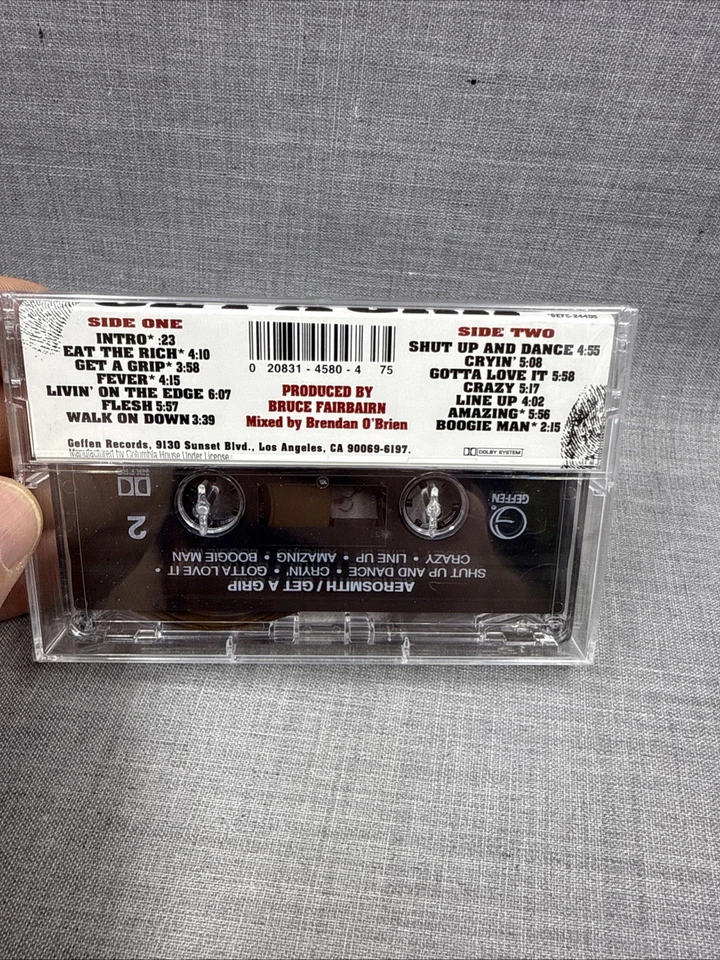 SIDE ONE
INTRO* :23
EAT THE RICH* 4:10
GET A GRIP* 3:58
FEVER* 4:15
LIVIN' ON THE EDGE 6:07
FLESH 5:57
WALK ON DOWN 3:39
0 20831 - 4580 - 4 75
PRODUCED BY
BRUCE FAIRBAIRN
Mixed by Brendan O'Brien
SIDE TWO
SHUT UP AND DANCE 4:55
CRYIN' 5:08
GOTTA LOVE IT 5:58
CRAZY 5:17
LINE UP 4:02
AMAZING* 5:56
BOOGIE MAN* 2:15
Geffen Records, 9130 Sunset Blvd., Los Angeles, CA 90069-6197.
Manufactured by Columbia House Under License
DOLBY SYSTEM
AEROSMITH / GET A GRIP
SHUT UP AND DANCE • CRYIN' • GOTTA LOVE IT •
CRAZY • LINE UP • AMAZING • BOOGIE MAN
GEFFEN
2